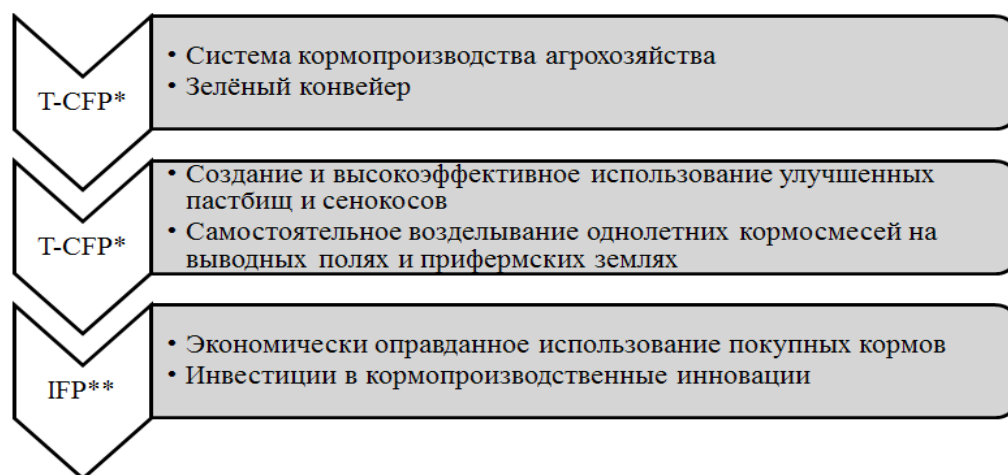 T-CFP*
• Система кормопроизводства агрохозяйства
• Зелёный конвейер
T-CFP*
• Создание и высокоэффективное использование улучшенных
пастбищ и сенокосов
• Самостоятельное возделывание однолетних кормосмесей на
выводных полях и прифермских землях
IFP**
• Экономически оправданное использование покупных кормов
• Инвестиции в кормопроизводственные инновации